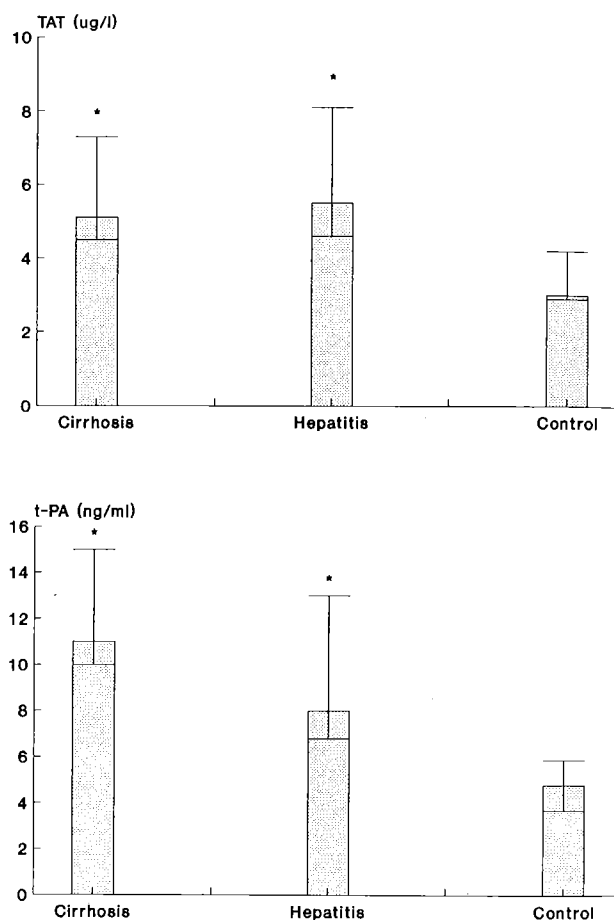 TAT (ug/l)
10
8
6
4
2
0
*
*
Cirrhosis
Hepatitis
Control
t-PA (ng/ml)
16
14
12
10
8
6
4
2
0
*
*
Cirrhosis
Hepatitis
Control